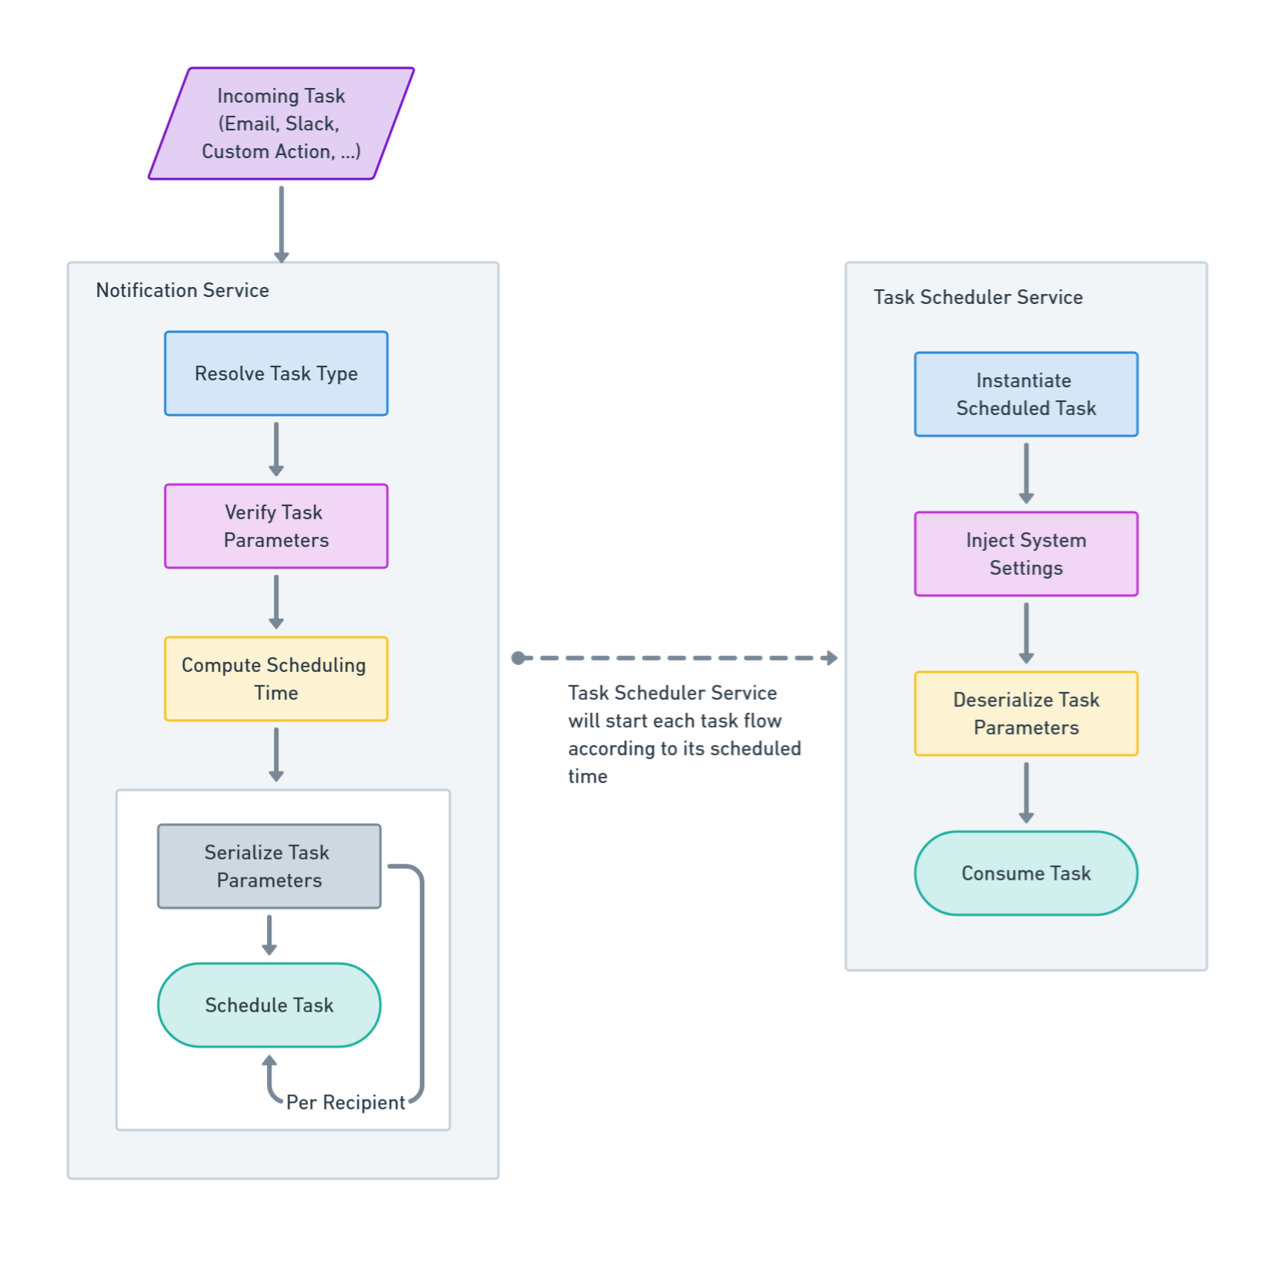 Incoming Task
(Email, Slack,
Custom Action, ...)
Notification Service
Resolve Task Type
Verify Task
Parameters
Compute Scheduling
Time
Serialize Task
Parameters
Schedule Task
Per Recipient
Task Scheduler Service
will start each task flow
according to its scheduled
time
Task Scheduler Service
Instantiate
Scheduled Task
Inject System
Settings
Deserialize Task
Parameters
Consume Task